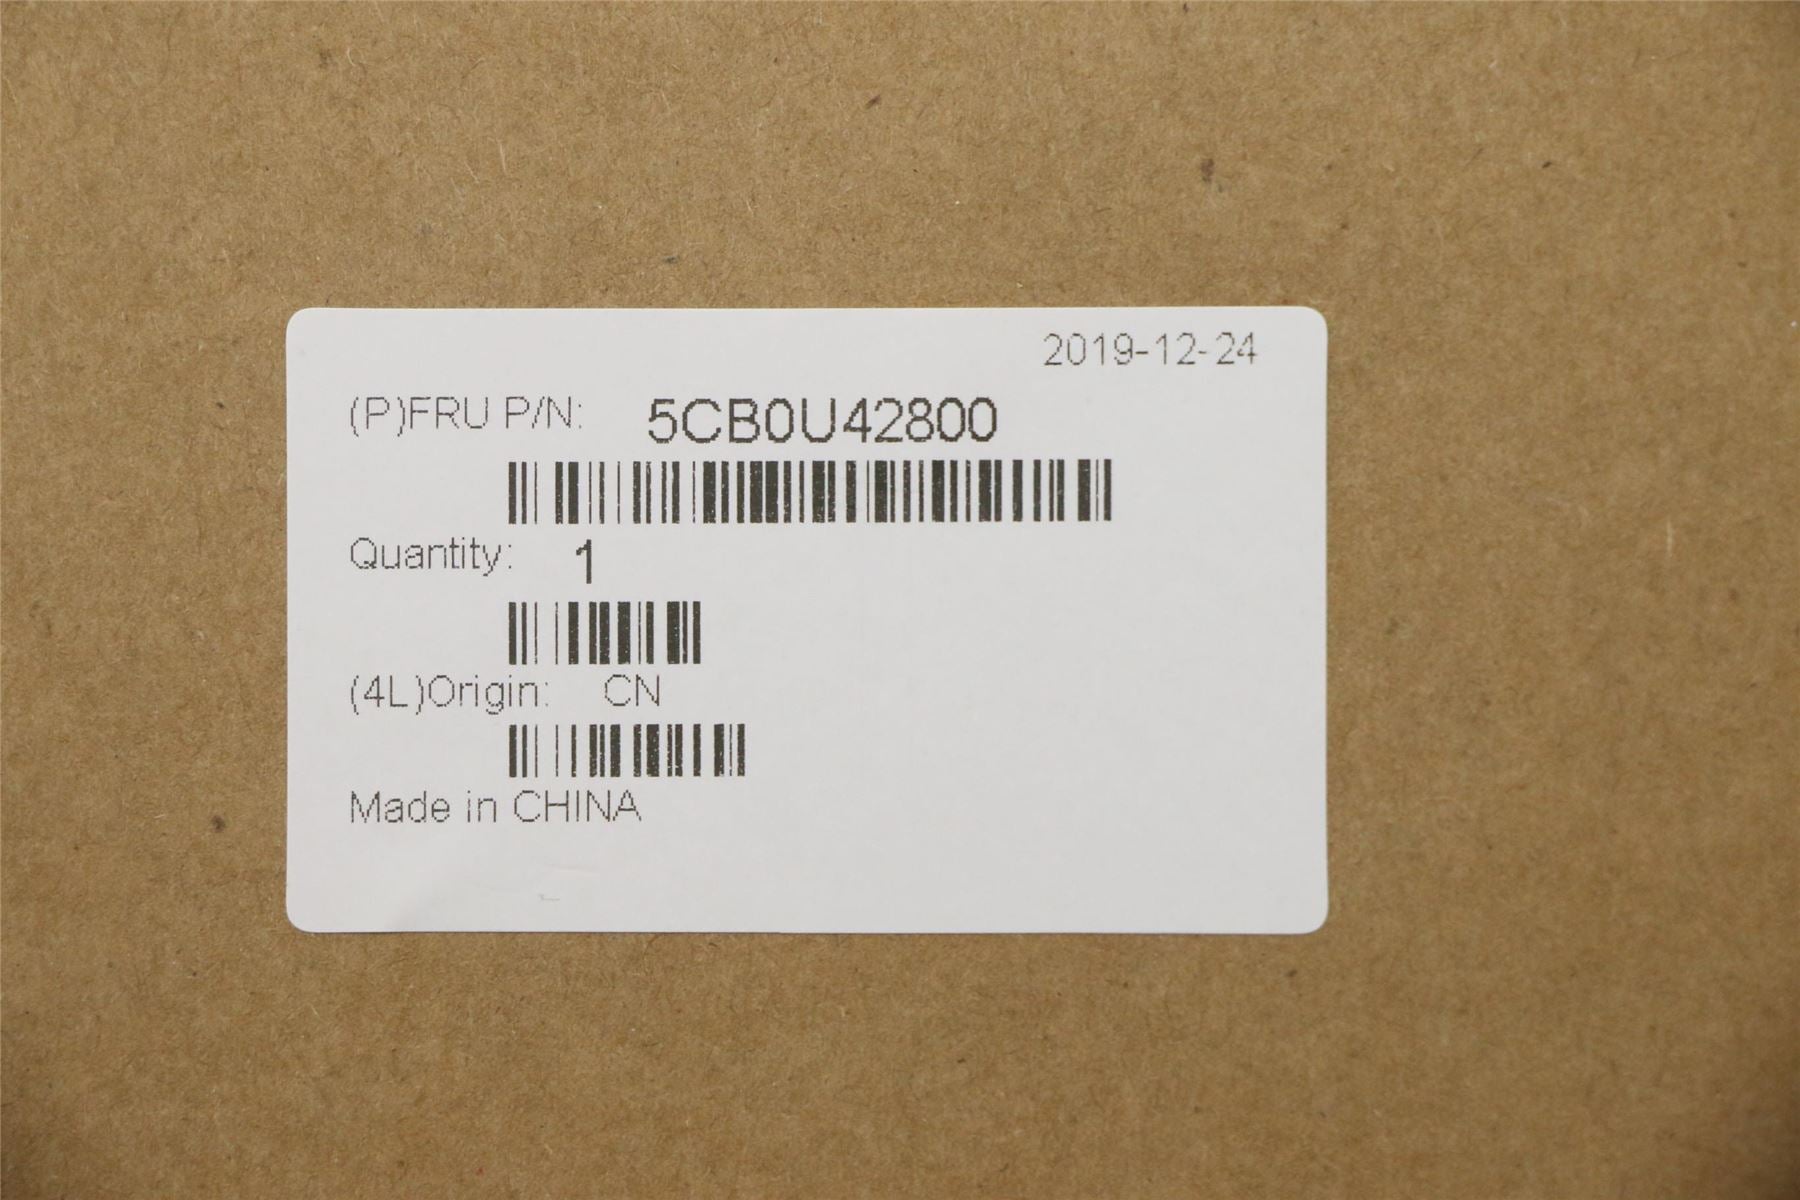 2019-12-24
(P)FRU P/N: 5CB0U42800
Quantity: 1
(4L)Origin: CN
Made in CHINA